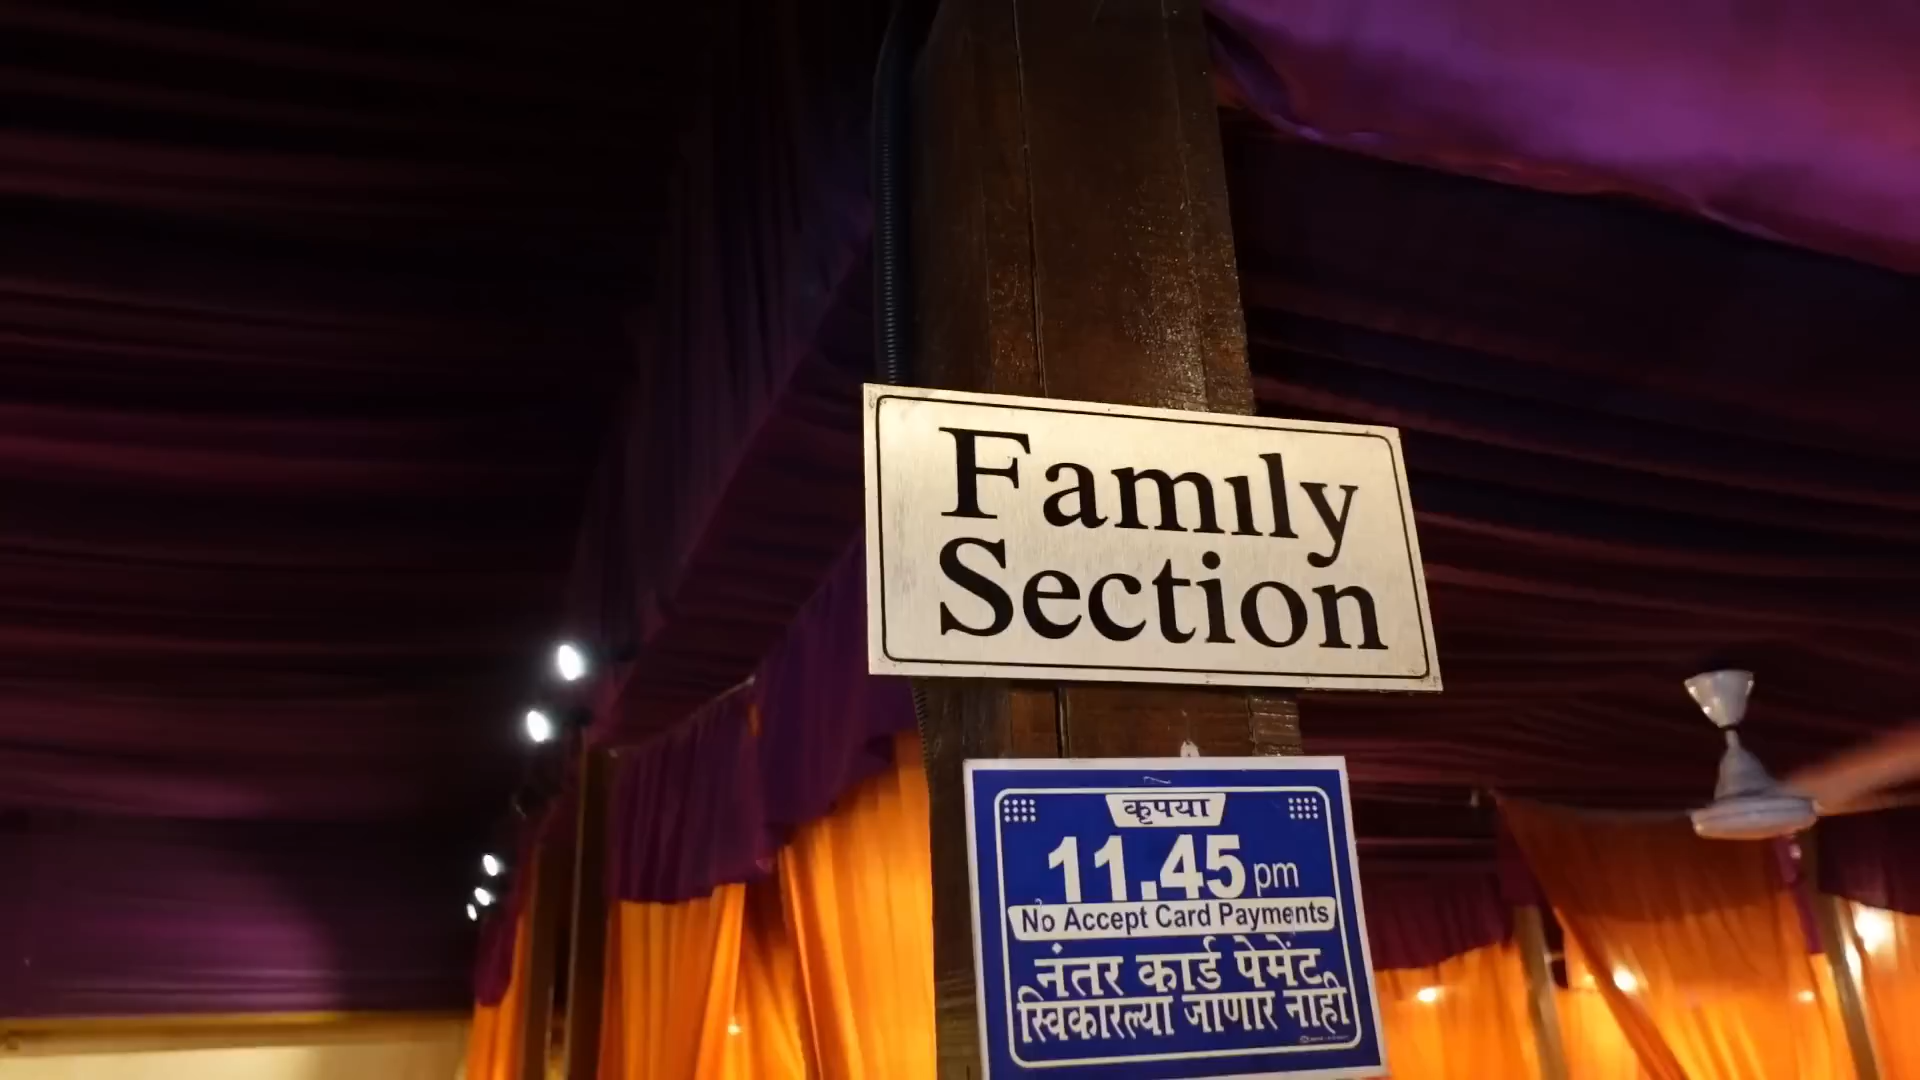 Family
Section
कृपया
11.45 pm
No Accept Card Payments
नंतर कार्ड पेमेंट
स्विकारल्या जाणार नाही